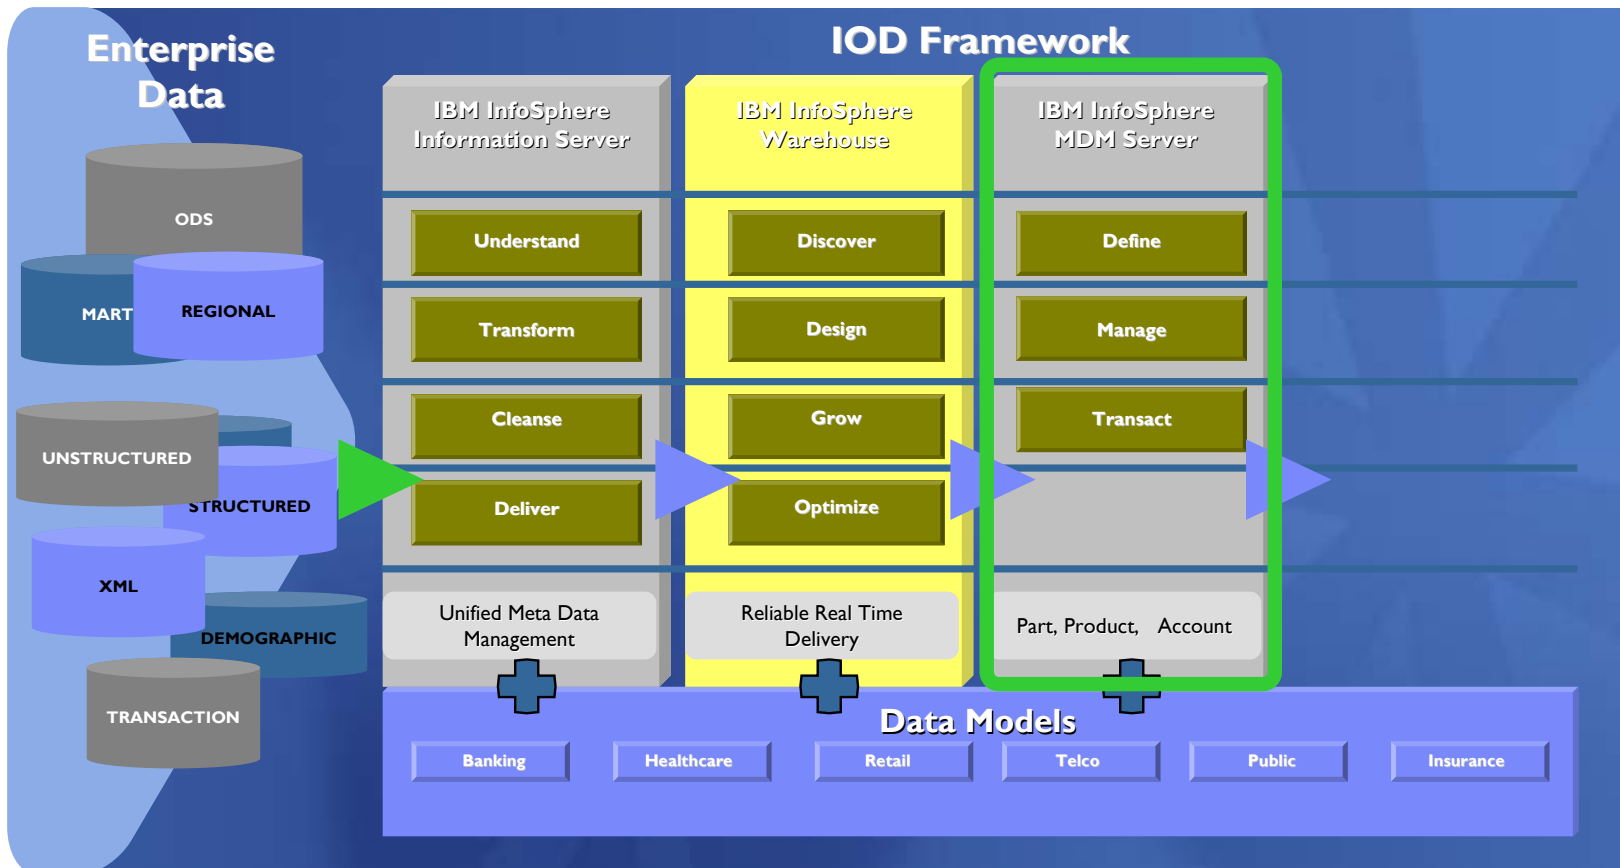 Enterprise
Data
IOD Framework
ODS
MART
REGIONAL
UNSTRUCTURED
STRUCTURED
XML
DEMOGRAPHIC
TRANSACTION
IBM InfoSphere
Information Server
Understand
Transform
Cleanse
Deliver
Unified Meta Data
Management
IBM InfoSphere
Warehouse
Discover
Design
Grow
Optimize
Reliable Real Time
Delivery
IBM InfoSphere
MDM Server
Define
Manage
Transact
Part, Product, Account
Data Models
Banking
Healthcare
Retail
Telco
Public
Insurance